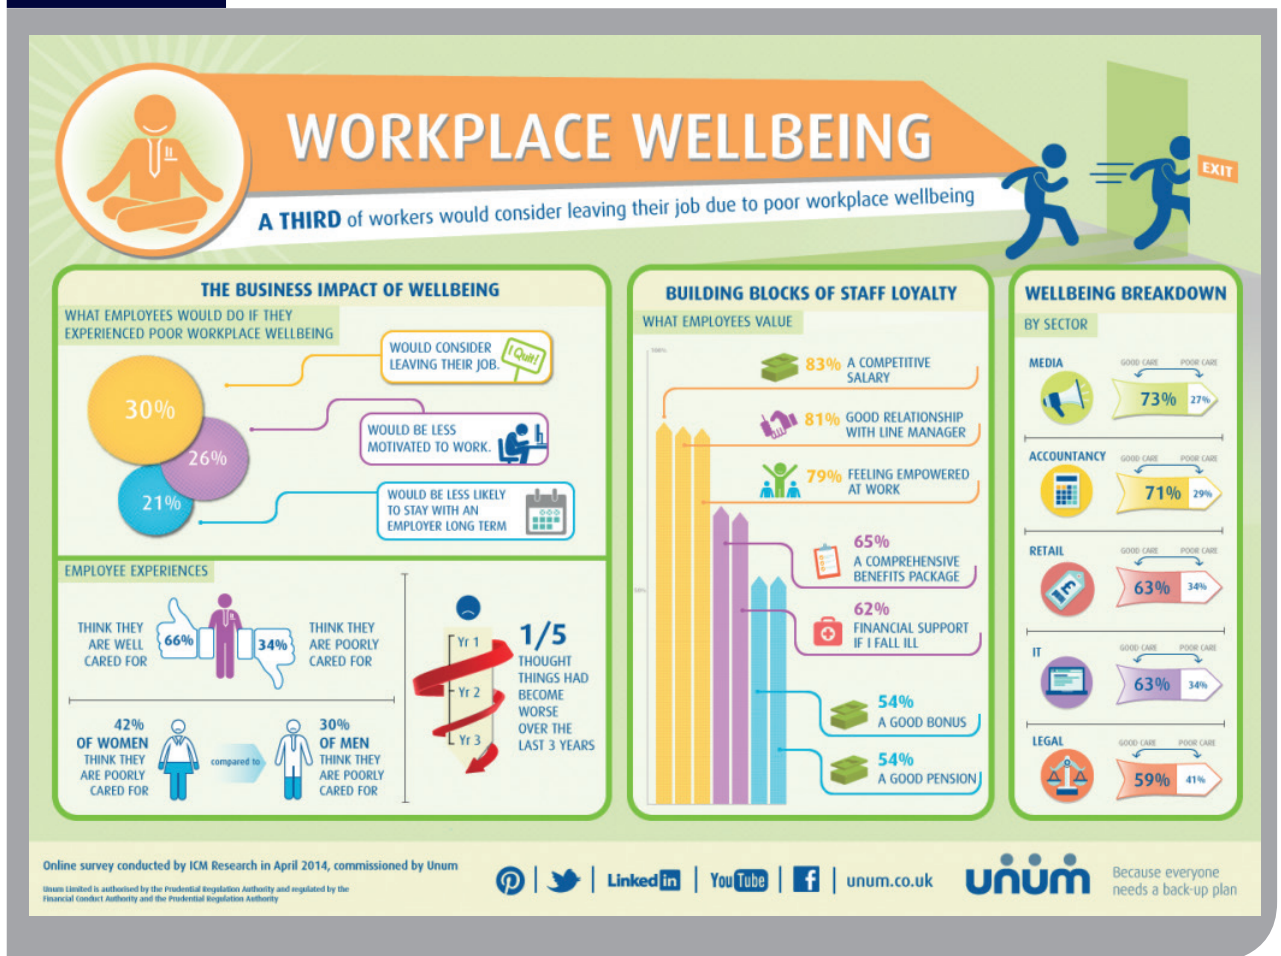 WORKPLACE WELLBEING
EXIT
A THIRD of workers would consider leaving their job due to poor workplace wellbeing
THE BUSINESS IMPACT OF WELLBEING
WHAT EMPLOYEES WOULD DO IF THEY
EXPERIENCED POOR WORKPLACE WELLBEING
30%
26%
21%
WOULD CONSIDER
LEAVING THEIR JOB.
I Quit!
WOULD BE LESS
MOTIVATED TO WORK.
WOULD BE LESS LIKELY
TO STAY WITH AN
EMPLOYER LONG TERM
EMPLOYEE EXPERIENCES
THINK THEY
ARE WELL
CARED FOR
66%
34%
THINK THEY
ARE POORLY
CARED FOR
42%
OF WOMEN
THINK THEY
ARE POORLY
CARED FOR
compared to
30%
OF MEN
THINK THEY
ARE POORLY
CARED FOR
Yr 1
Yr 2
Yr 3
1/5
THOUGHT
THINGS HAD
BECOME
WORSE
OVER THE
LAST 3 YEARS
BUILDING BLOCKS OF STAFF LOYALTY
WHAT EMPLOYEES VALUE
100%
50%
83% A COMPETITIVE
SALARY
81% GOOD RELATIONSHIP
WITH LINE MANAGER
79% FEELING EMPOWERED
AT WORK
65%
A COMPREHENSIVE
BENEFITS PACKAGE
62%
FINANCIAL SUPPORT
IF I FALL ILL
54%
A GOOD BONUS
54%
A GOOD PENSION
WELLBEING BREAKDOWN
BY SECTOR
MEDIA
GOOD CARE POOR CARE
73% 27%
ACCOUNTANCY
GOOD CARE POOR CARE
71% 29%
RETAIL
GOOD CARE POOR CARE
£
63% 34%
IT
GOOD CARE POOR CARE
63% 34%
LEGAL
GOOD CARE POOR CARE
59% 41%
Online survey conducted by ICM Research in April 2014, commissioned by Unum
Unum Limited is authorised by the Prudential Regulation Authority and regulated by the
Financial Conduct Authority and the Prudential Regulation Authority
Linked in
You Tube
f
unum.co.uk
unum
Because everyone
needs a back-up plan